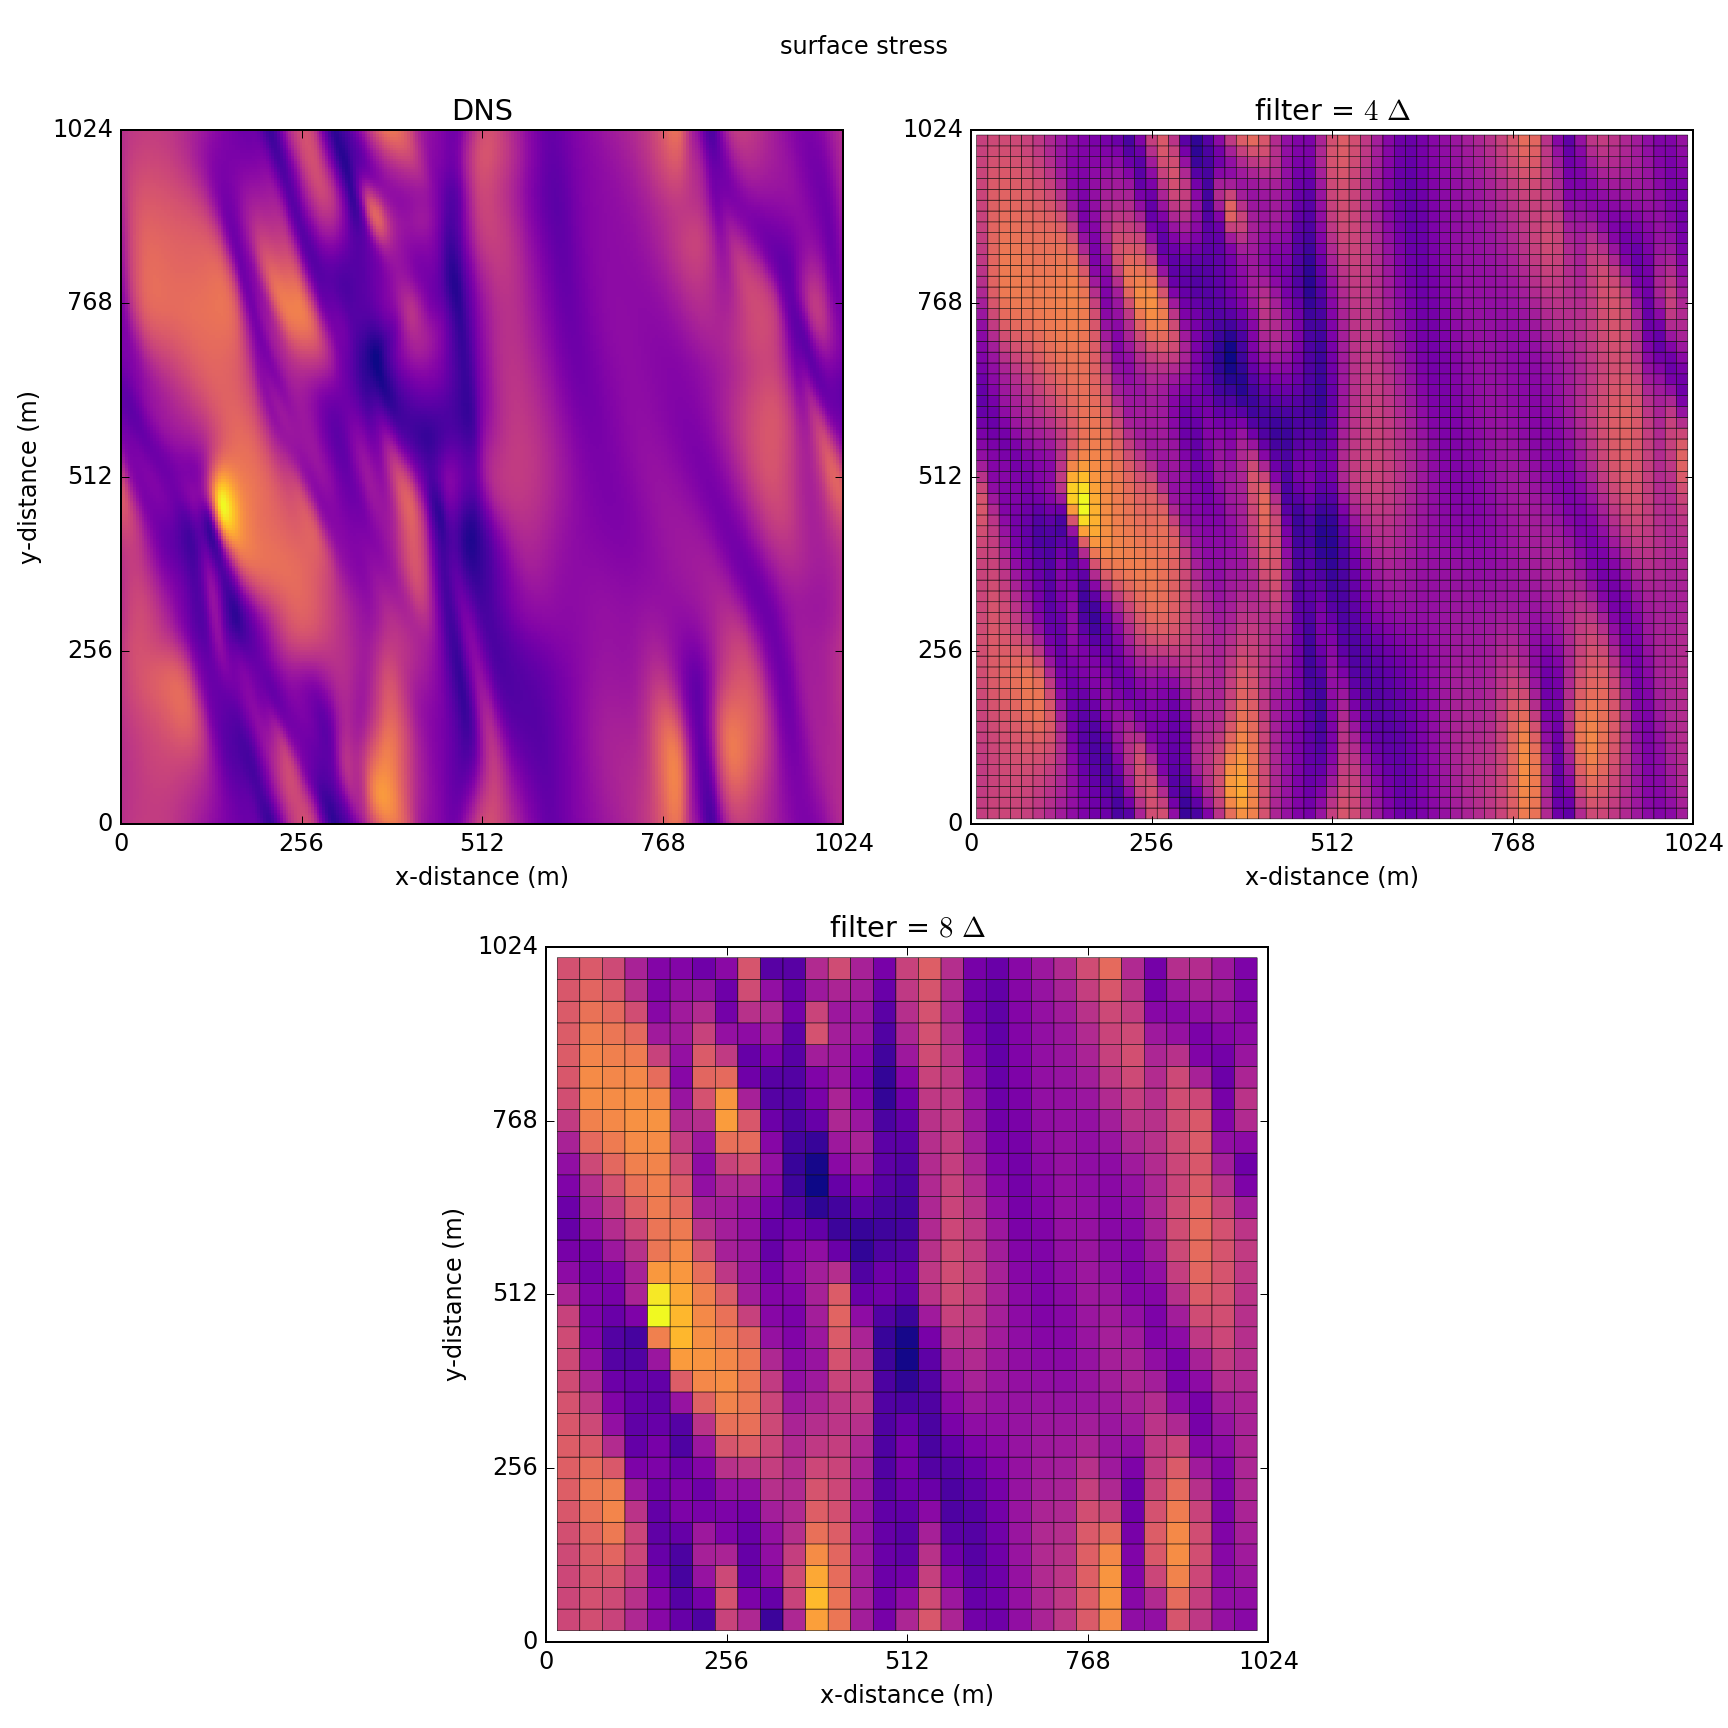 surface stress
DNS
1024
768
512
256
0
0 256 512 768 1024
x-distance (m)
y-distance (m)
filter = 4 Δ
1024
768
512
256
0
0 256 512 768 1024
x-distance (m)
filter = 8 Δ
1024
768
512
256
0
0 256 512 768 1024
x-distance (m)
y-distance (m)